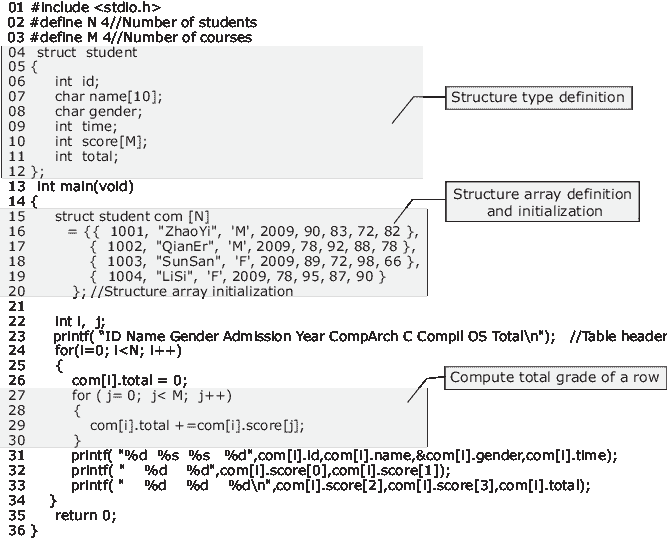 01 #include <stdio.h>
02 #define N 4//Number of students
03 #define M 4//Number of courses
04 struct student
05 {
06 int id;
07 char name[10];
08 char gender;
09 int time;
10 int score[M];
11 int total;
12 };
Structure type definition
13 int main(void)
14 {
15 struct student com [N]
16 = {{ 1001, "ZhaoYi", 'M', 2009, 90, 83, 72, 82 },
17 { 1002, "QianEr", 'M', 2009, 78, 92, 88, 78 },
18 { 1003, "SunSan", 'F', 2009, 89, 72, 98, 66 },
19 { 1004, "LiSi", 'F', 2009, 78, 95, 87, 90 }
20 }; //Structure array initialization
Structure array definition
and initialization
21
22 int i, j;
23 printf( "ID Name Gender Admission Year CompArch C Compil OS Total\n"); //Table header
24 for(i=0; i<N; i++)
25 {
26 com[i].total = 0;
27 for ( j= 0; j< M; j++)
28 {
29 com[i].total +=com[i].score[j];
30 }
Compute total grade of a row
31 printf( "%d %s %s %d",com[i].id,com[i].name,&com[i].gender,com[i].time);
32 printf( " %d %d",com[i].score[0],com[i].score[1]);
33 printf( " %d %d %d\n",com[i].score[2],com[i].score[3],com[i].total);
34 }
35 return 0;
36 }